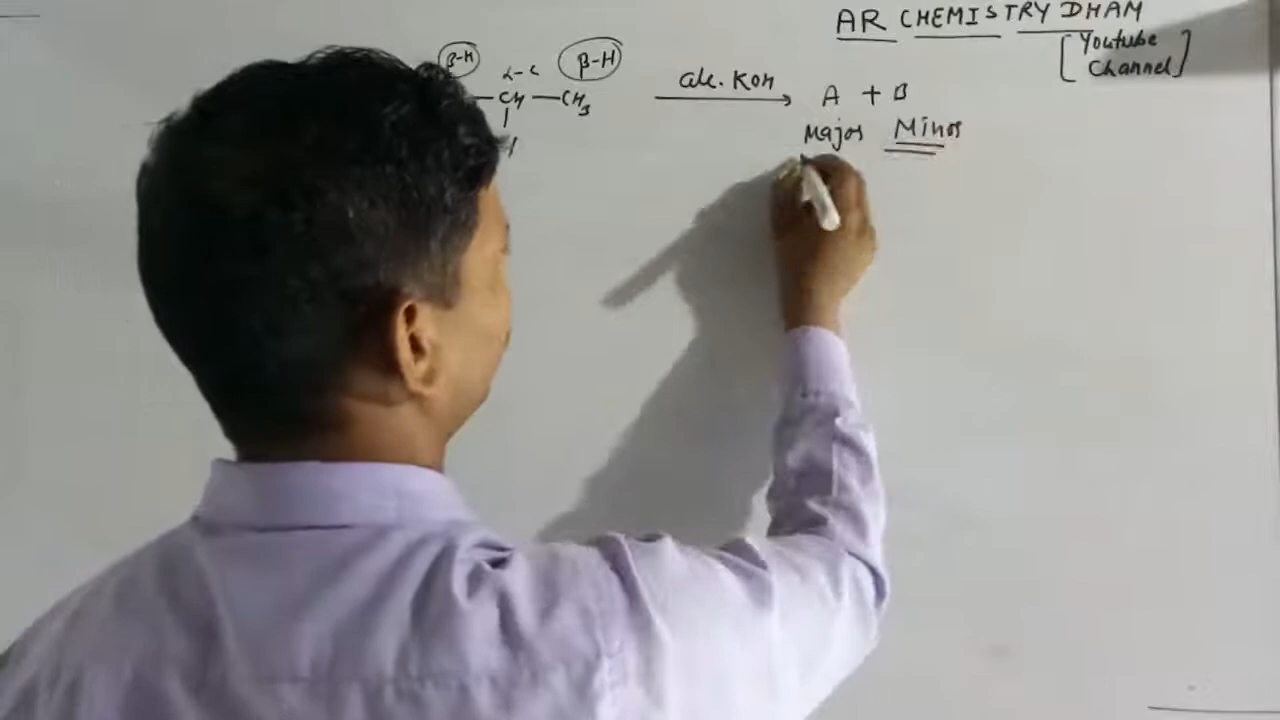 AR CHEMISTRY DHAM
[Youtube
Channel]
β-H α-C β-H
—CH—CH3 alc. KOH → A + B
Major Minor